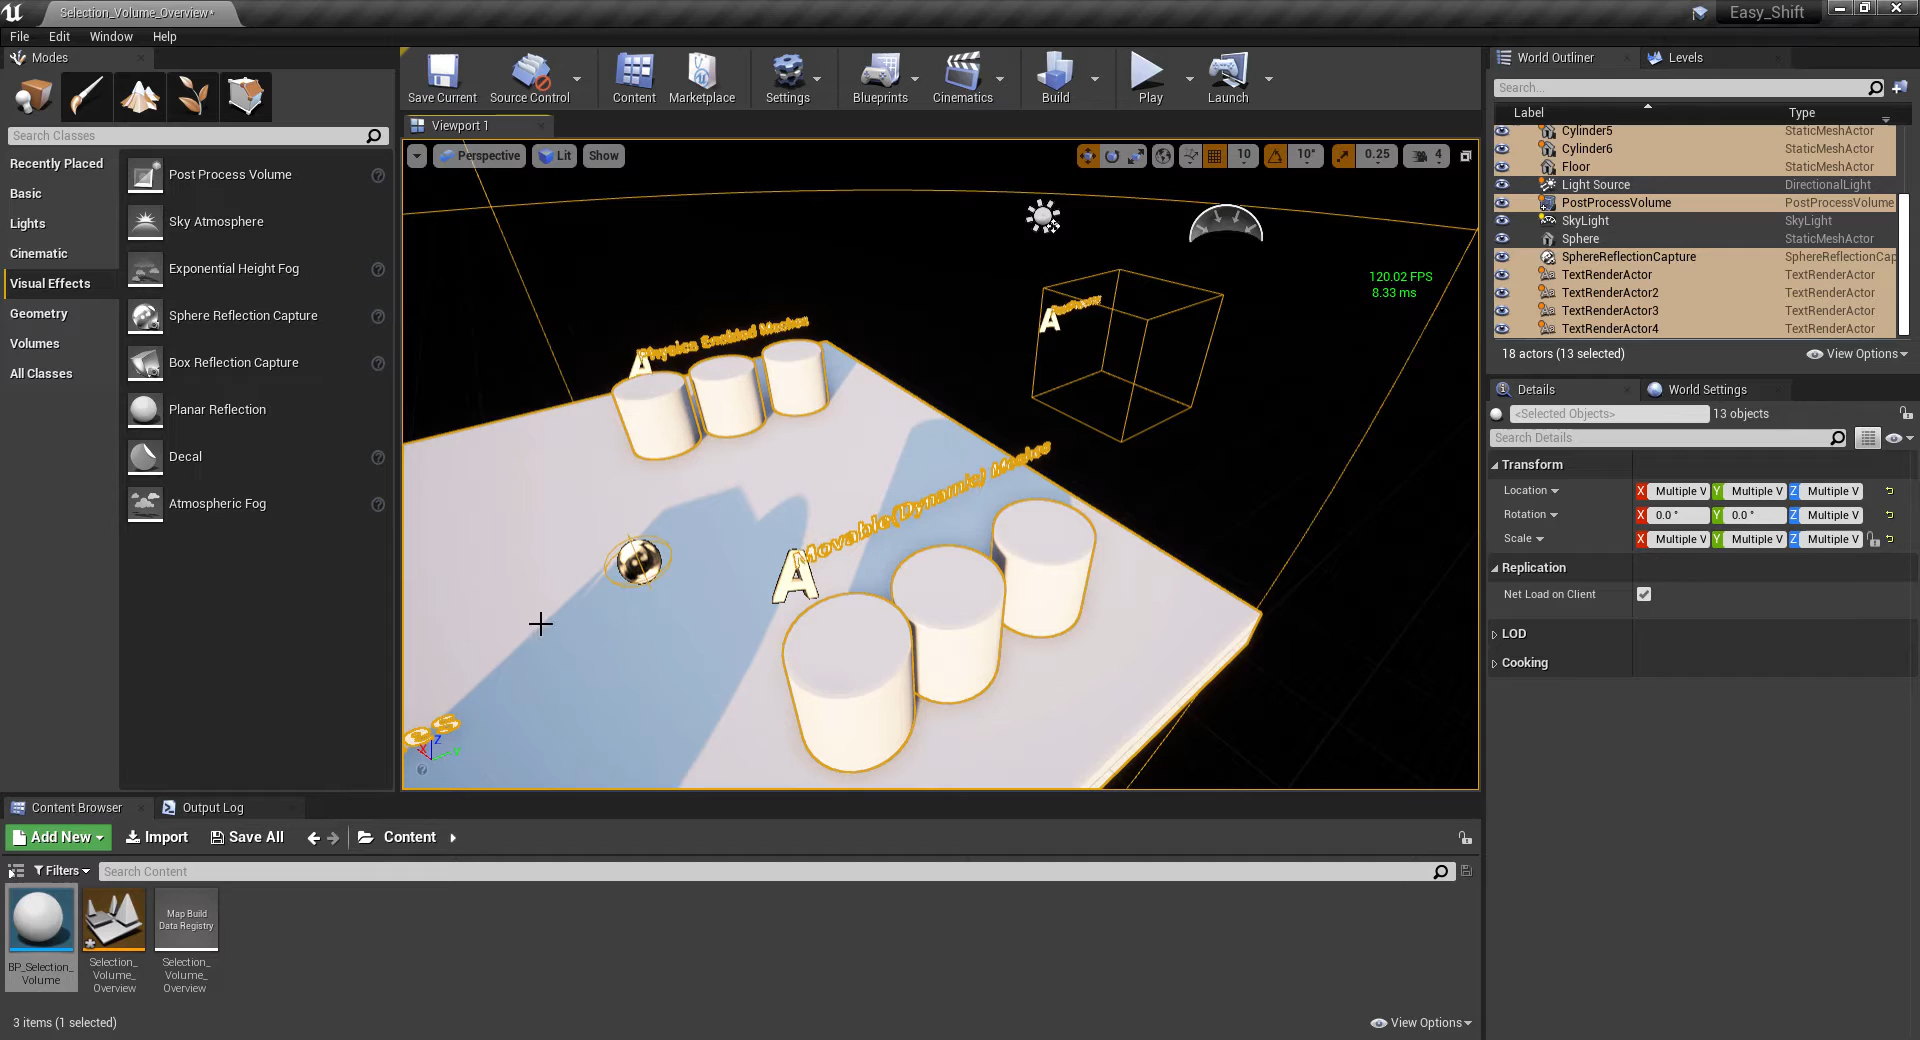 Selection_Volume_Overview*
Easy_Shift
File
Edit
Window
Help
Modes
Search Classes
Recently Placed
Basic
Lights
Cinematic
Visual Effects
Geometry
Volumes
All Classes
Post Process Volume
Sky Atmosphere
Exponential Height Fog
Sphere Reflection Capture
Box Reflection Capture
Planar Reflection
Decal
Atmospheric Fog
Save Current
Source Control
Content
Marketplace
Settings
Blueprints
Cinematics
Build
Play
Launch
Viewport 1
Perspective
Lit
Show
10
10°
0.25
4
120.02 FPS
8.33 ms
Physics Enabled Meshes
A
A
Movable(Dynamic) Meshes
A
X
Z
Y
World Outliner
Levels
Search...
Label
Type
Cylinder5
StaticMeshActor
Cylinder6
StaticMeshActor
Floor
StaticMeshActor
Light Source
DirectionalLight
PostProcessVolume
PostProcessVolume
SkyLight
SkyLight
Sphere
StaticMeshActor
SphereReflectionCapture
SphereReflectionCap
TextRenderActor
TextRenderActor
TextRenderActor2
TextRenderActor
TextRenderActor3
TextRenderActor
TextRenderActor4
TextRenderActor
18 actors (13 selected)
View Options
Details
World Settings
<Selected Objects>
13 objects
Search Details
Transform
Location
X Multiple V Y Multiple V Z Multiple V
Rotation
X 0.0 ° Y 0.0 ° Z Multiple V
Scale
X Multiple V Y Multiple V Z Multiple V
Replication
Net Load on Client
LOD
Cooking
Content Browser
Output Log
Add New
Import
Save All
Content
Filters
Search Content
BP_Selection_
Volume
Selection_
Volume_
Overview
Map Build
Data Registry
Selection_
Volume_
Overview
3 items (1 selected)
View Options